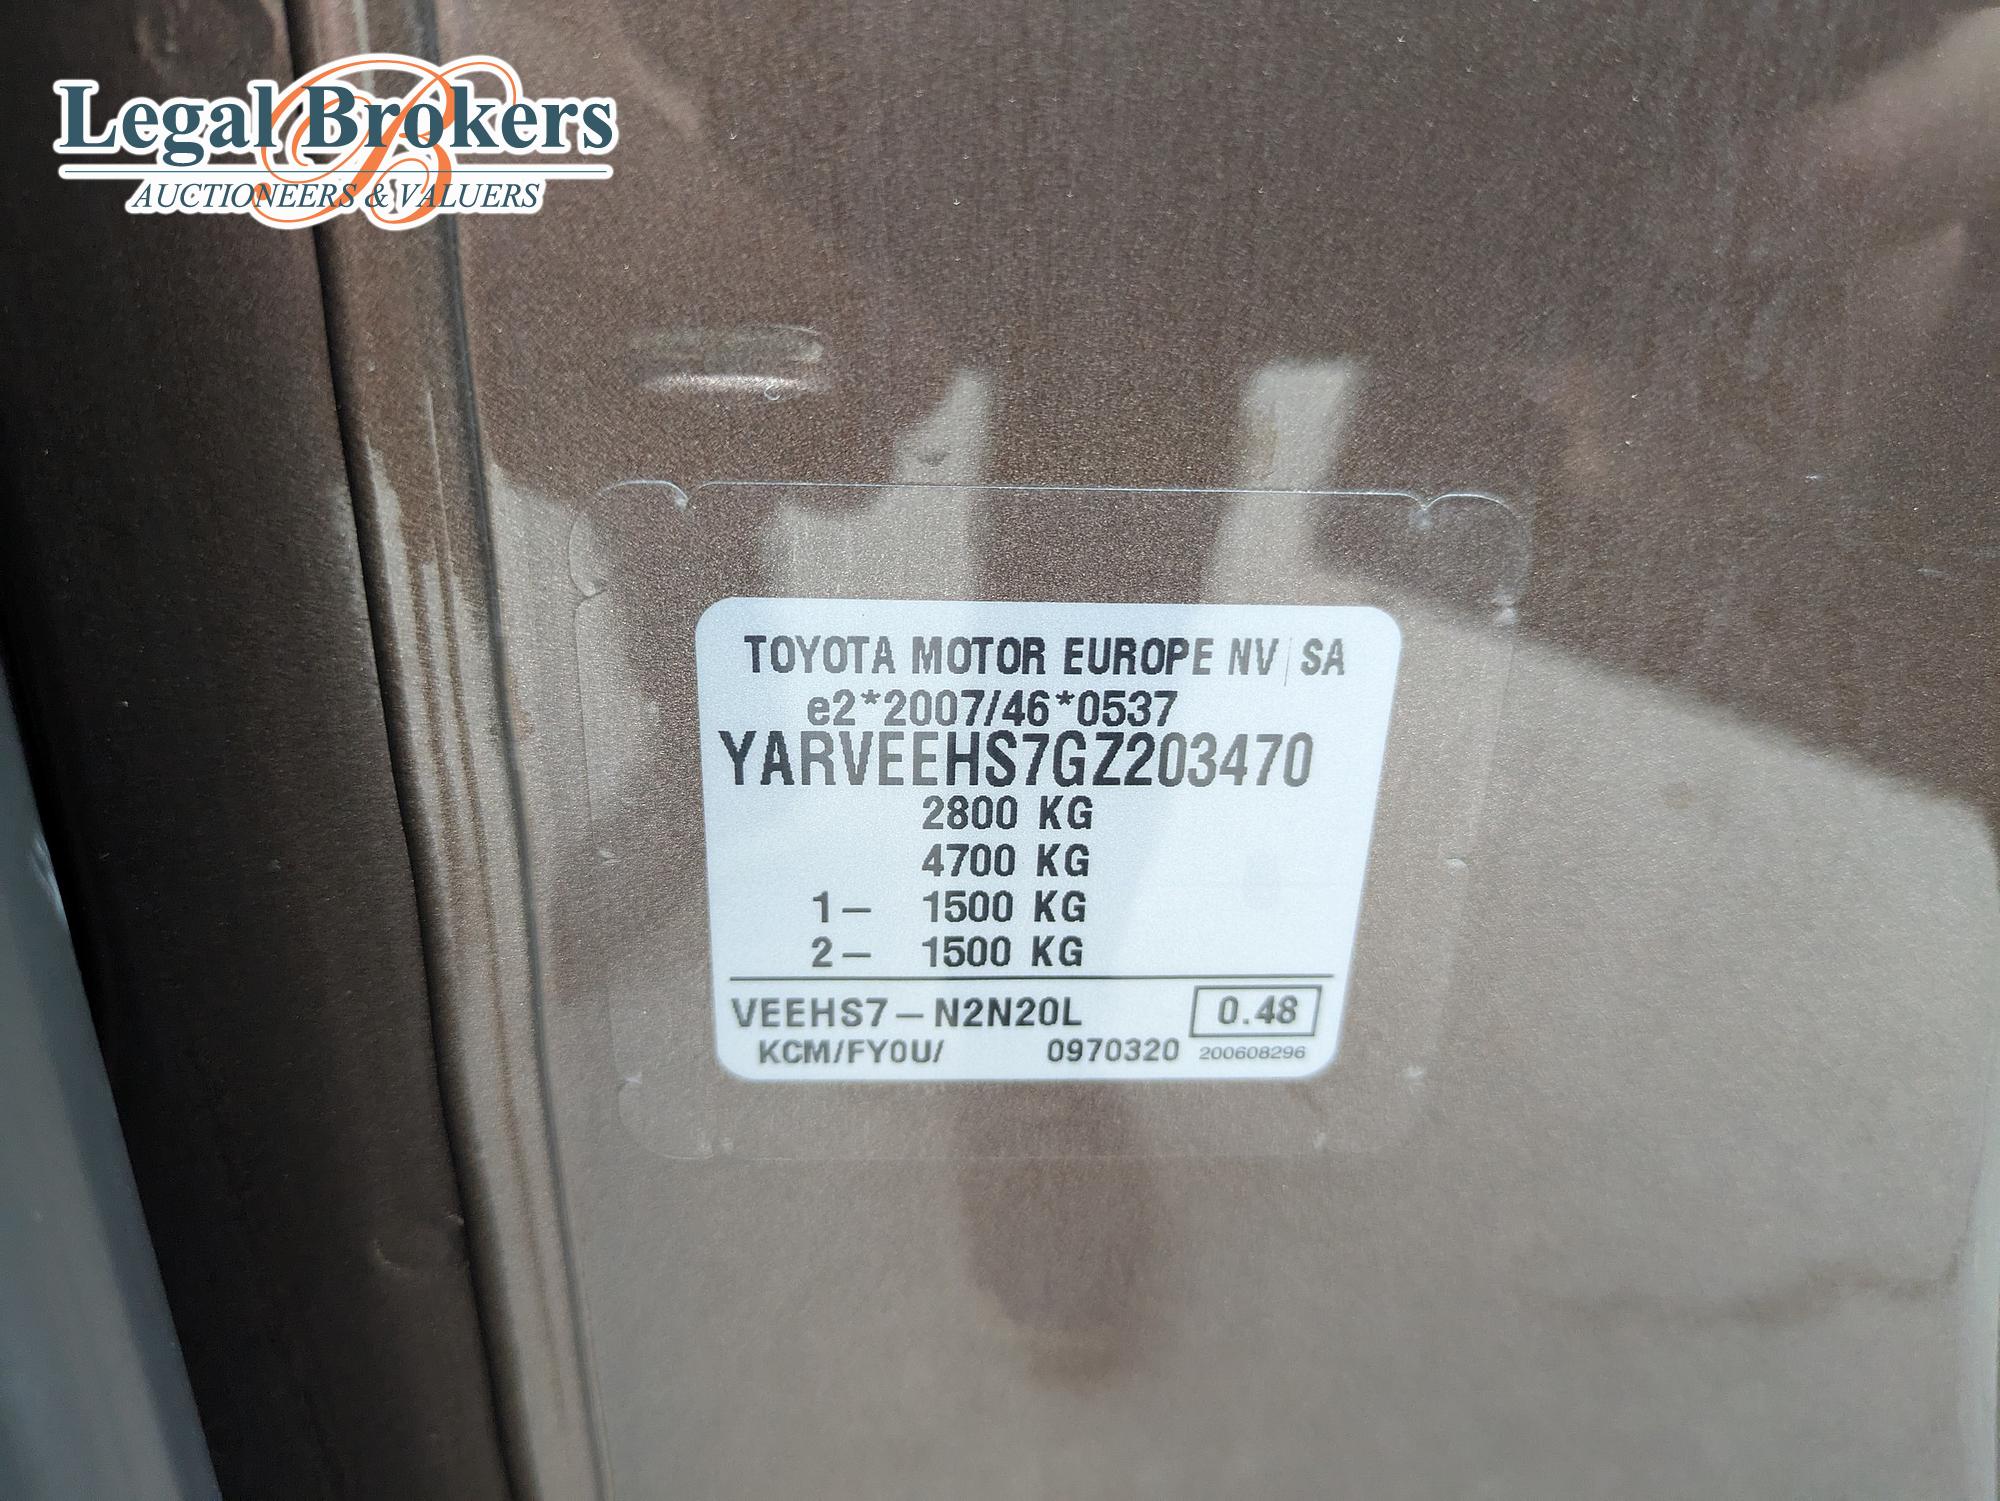 Legal Brokers
AUCTIONEERS & VALUERS
TOYOTA MOTOR EUROPE NV SA
e2*2007/46*0537
YARVEEHS7GZ203470
2800 KG
4700 KG
1– 1500 KG
2– 1500 KG
VEEHS7–N2N20L 0.48
KCM/FY0U/ 0970320 200608296